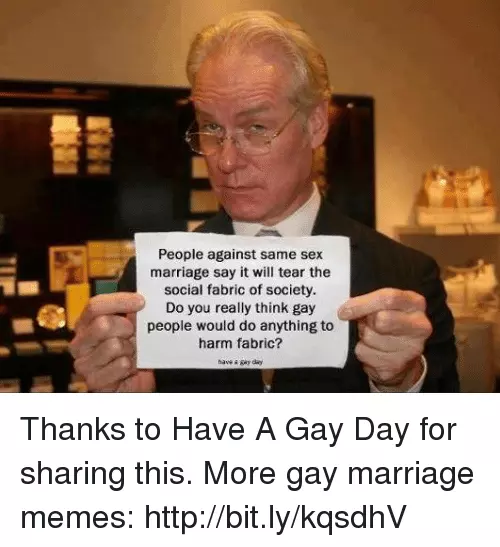 People against same sex
marriage say it will tear the
social fabric of society.
Do you really think gay
people would do anything to
harm fabric?
have a gay day
Thanks to Have A Gay Day for
sharing this. More gay marriage
memes: http://bit.ly/kqsdhV